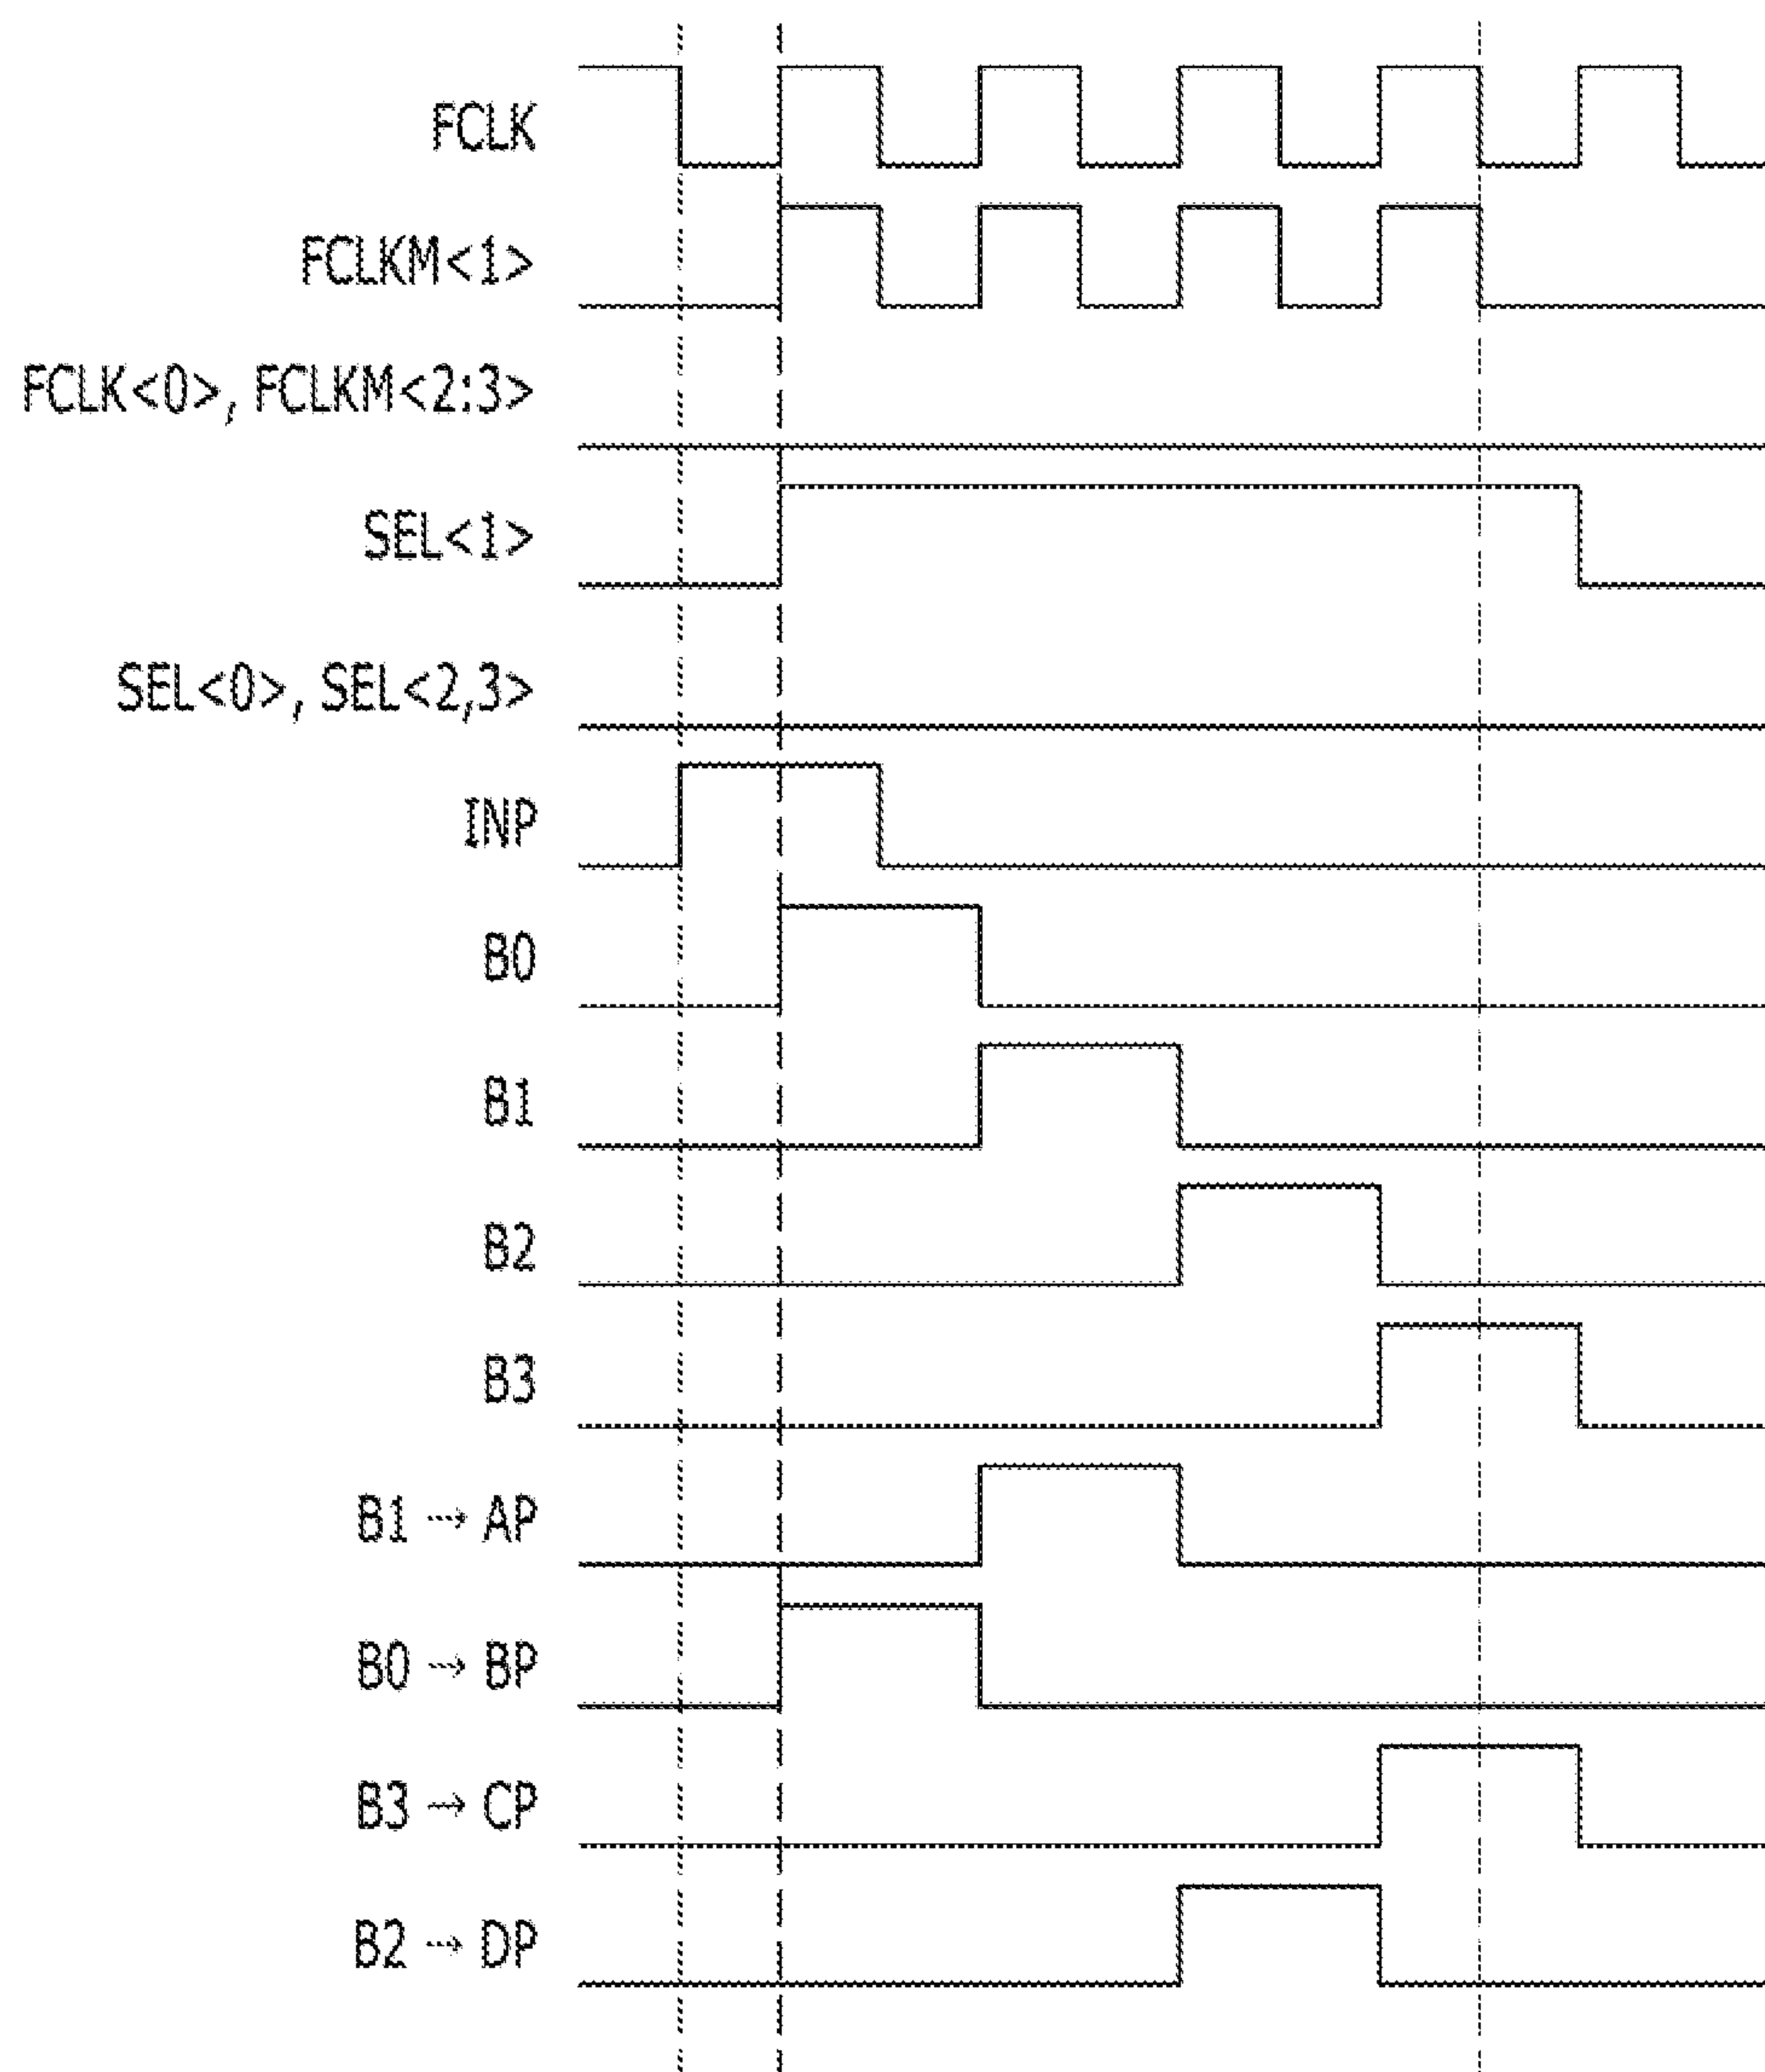 FCLK
FCLKM<1>
FCLK<0>, FCLKM<2:3>
SEL<1>
SEL<0>, SEL<2,3>
INP
B0
B1
B2
B3
B1 → AP
B0 → BP
B3 → CP
B2 → DP